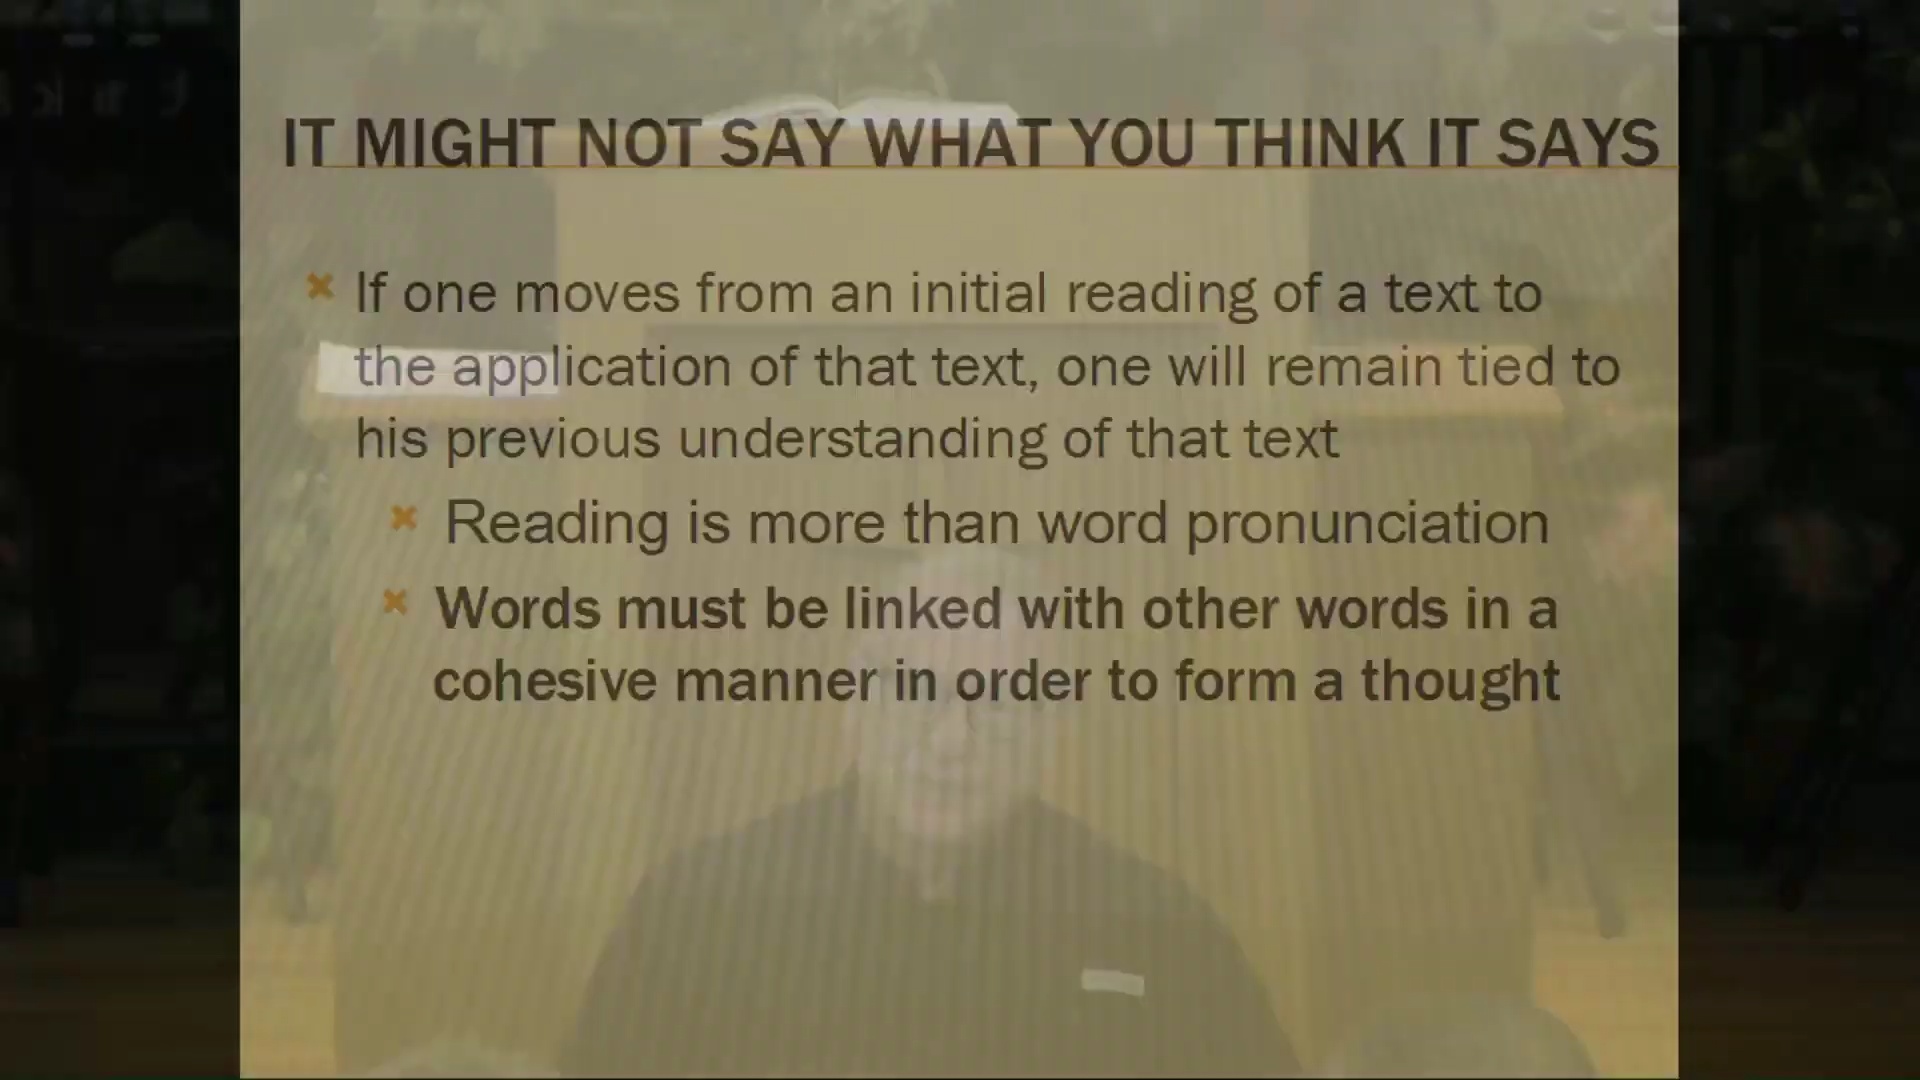 IT MIGHT NOT SAY WHAT YOU THINK IT SAYS
If one moves from an initial reading of a text to
the application of that text, one will remain tied to
his previous understanding of that text
Reading is more than word pronunciation
Words must be linked with other words in a
cohesive manner in order to form a thought